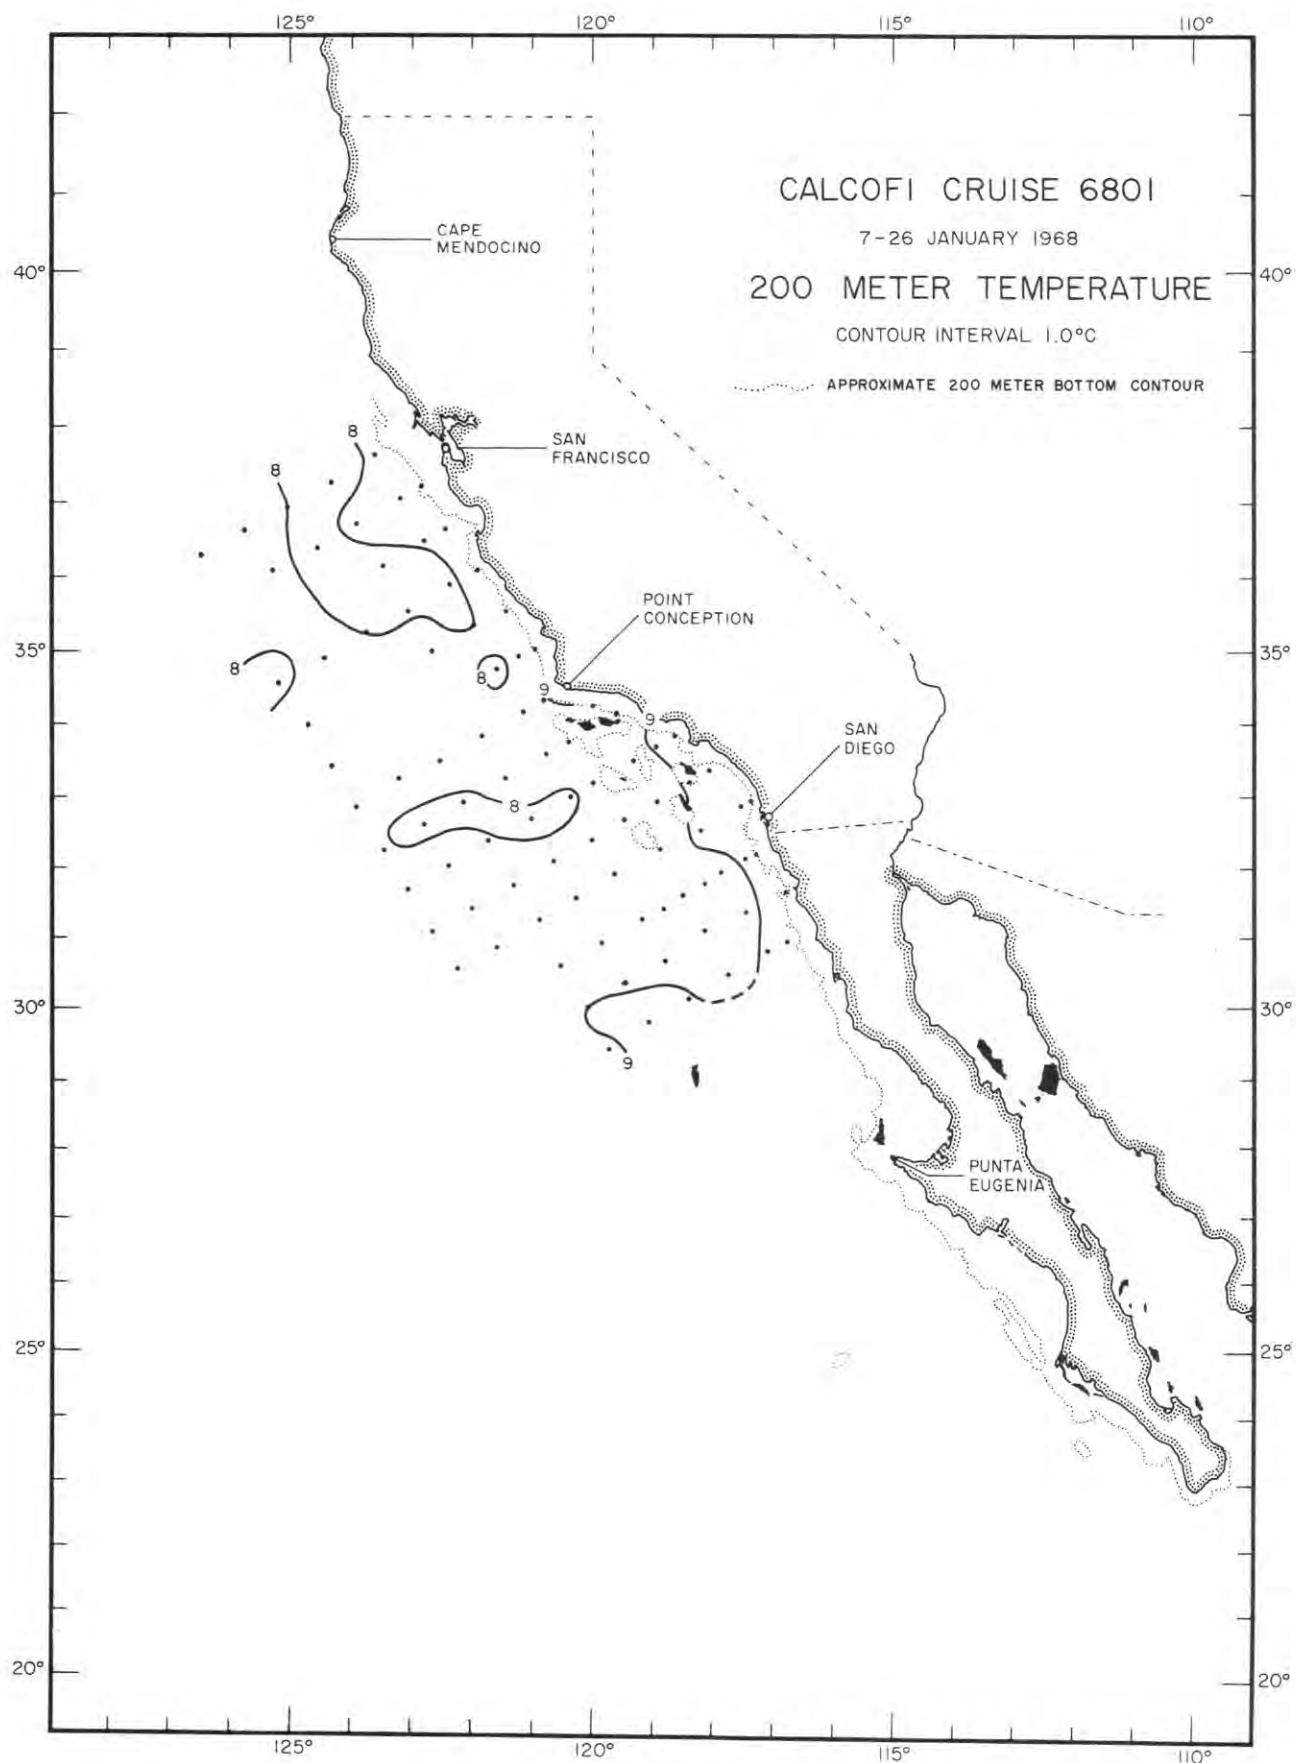 125°
120°
115°
110°
CALCOFI CRUISE 6801
7-26 JANUARY 1968
CAPE
MENDOCINO
40°
40°
200 METER TEMPERATURE
CONTOUR INTERVAL 1.0°C
APPROXIMATE 200 METER BOTTOM CONTOUR
8
SAN
FRANCISCO
8
POINT
CONCEPTION
35°
35°
8
8
9
9
SAN
DIEGO
8
30°
30°
9
PUNTA
EUGENIA
25°
25°
20°
20°
125°
120°
115°
110°